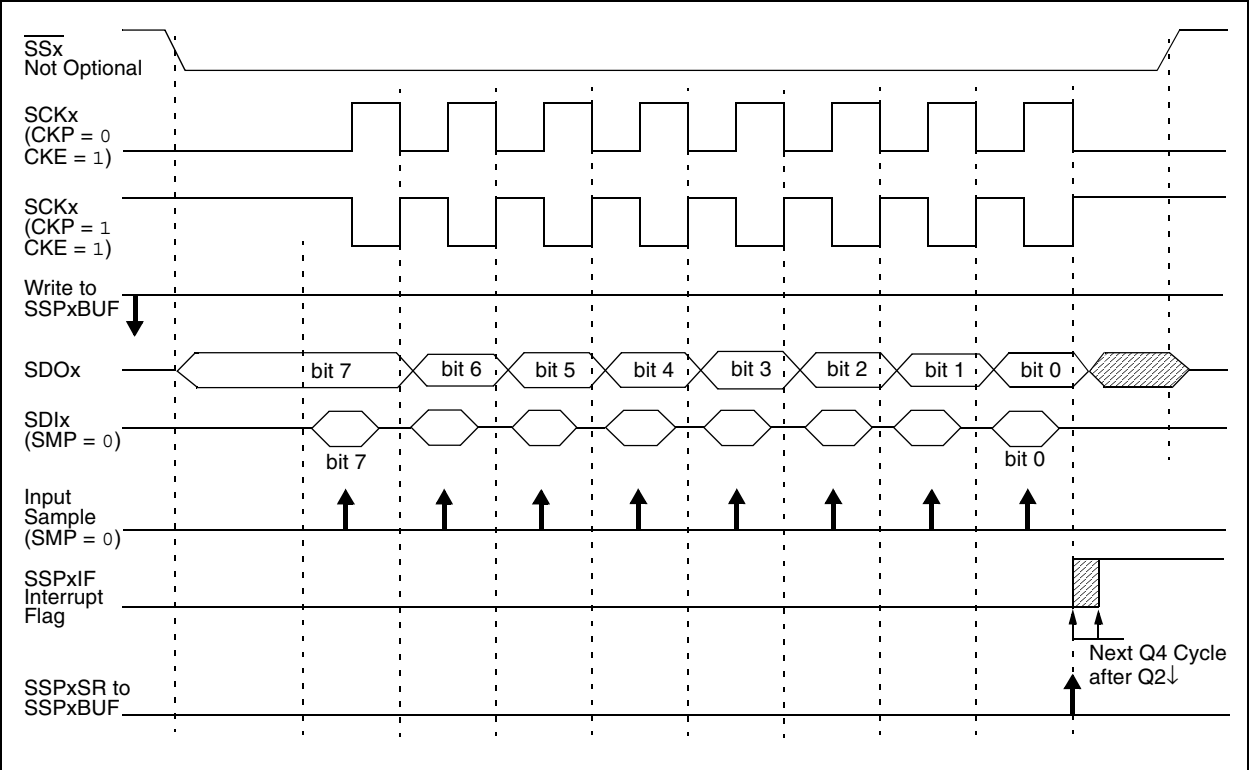 SSx
Not Optional
SCKx
(CKP = 0
CKE = 1)
SCKx
(CKP = 1
CKE = 1)
Write to
SSPxBUF
SDOx
bit 7
bit 6
bit 5
bit 4
bit 3
bit 2
bit 1
bit 0
SDIx
(SMP = 0)
bit 7
bit 0
Input
Sample
(SMP = 0)
SSPxIF
Interrupt
Flag
Next Q4 Cycle
after Q2↓
SSPxSR to
SSPxBUF